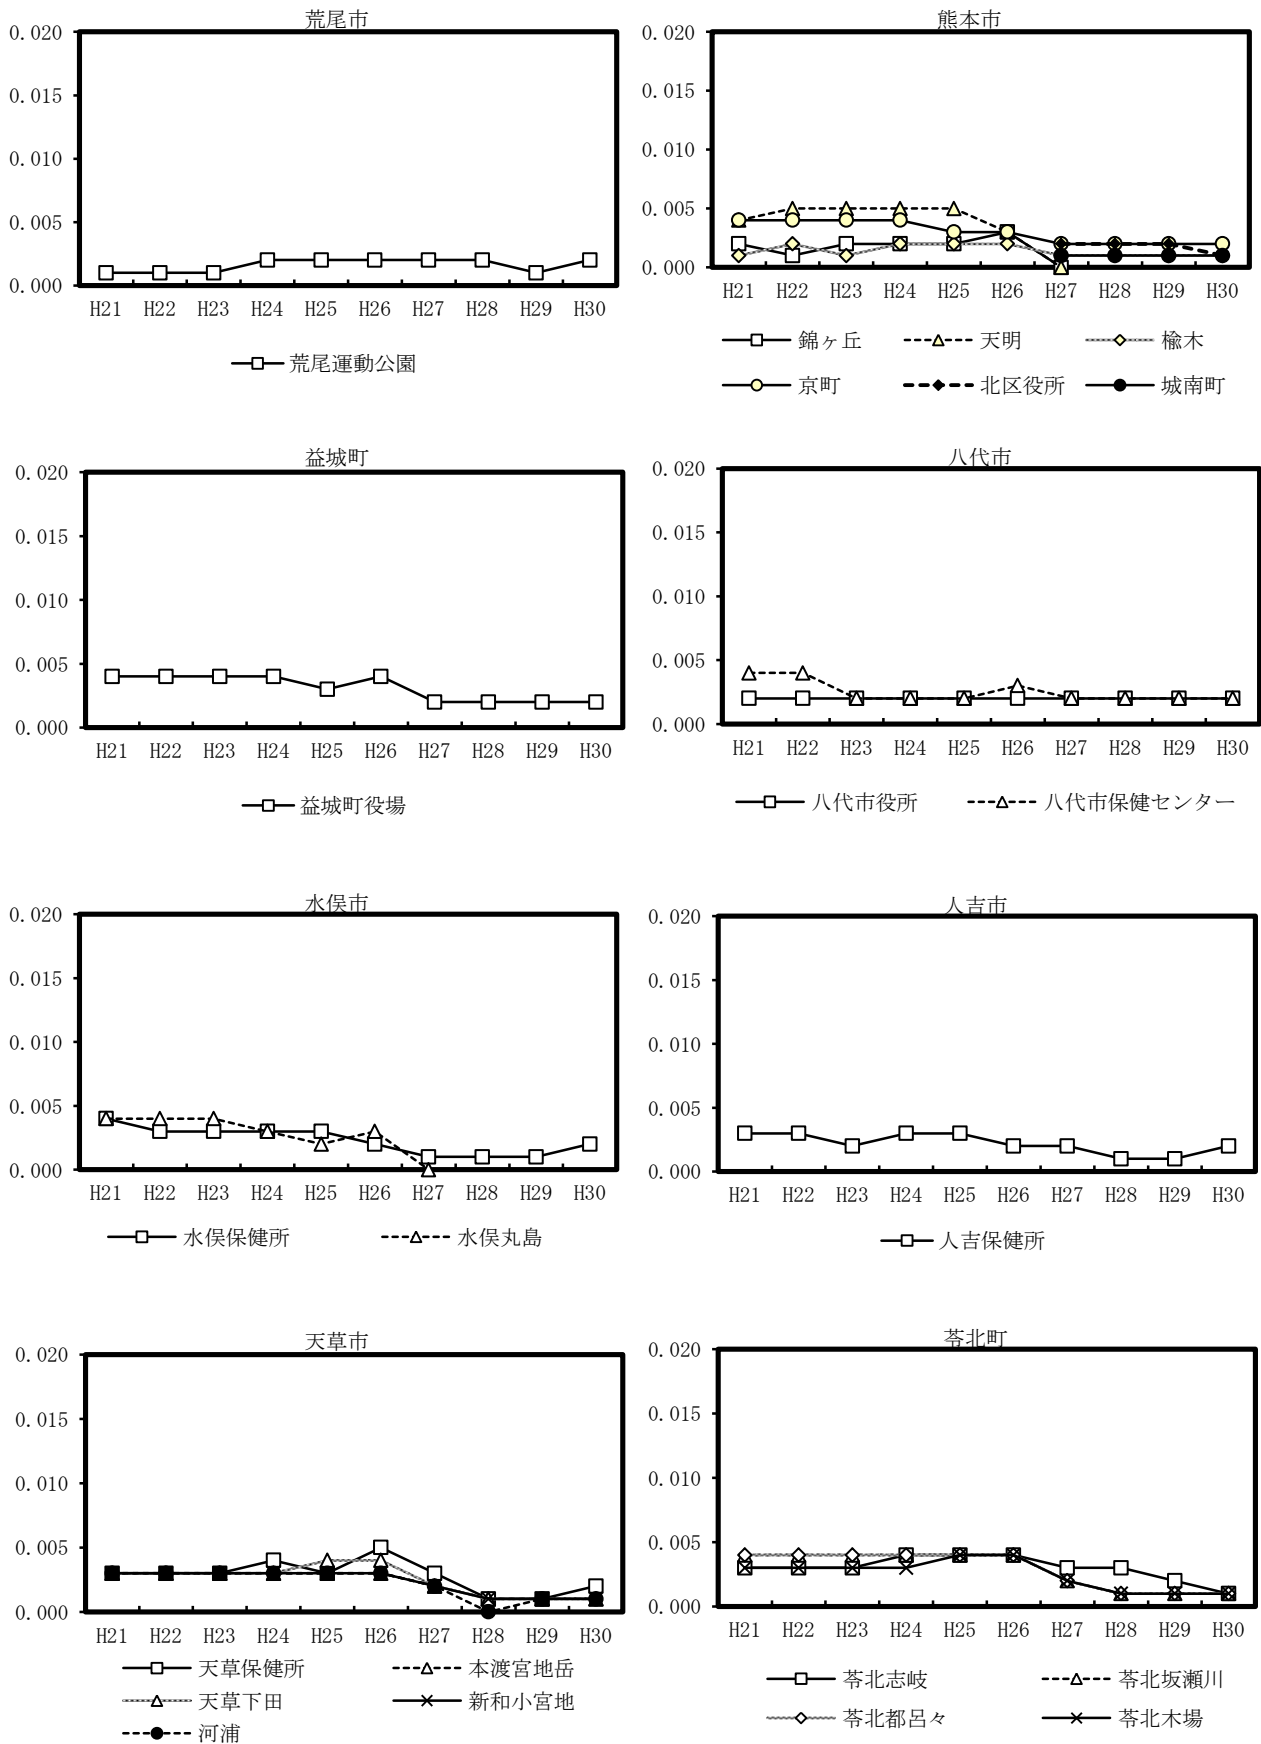 荒尾市
0.020
0.015
0.010
0.005
0.000
H21 H22 H23 H24 H25 H26 H27 H28 H29 H30
荒尾運動公園
熊本市
0.020
0.015
0.010
0.005
0.000
H21 H22 H23 H24 H25 H26 H27 H28 H29 H30
錦ヶ丘 天明 楡木
京町 北区役所 城南町
益城町
0.020
0.015
0.010
0.005
0.000
H21 H22 H23 H24 H25 H26 H27 H28 H29 H30
益城町役場
八代市
0.020
0.015
0.010
0.005
0.000
H21 H22 H23 H24 H25 H26 H27 H28 H29 H30
八代市役所 八代市保健センター
水俣市
0.020
0.015
0.010
0.005
0.000
H21 H22 H23 H24 H25 H26 H27 H28 H29 H30
水俣保健所 水俣丸島
人吉市
0.020
0.015
0.010
0.005
0.000
H21 H22 H23 H24 H25 H26 H27 H28 H29 H30
人吉保健所
天草市
0.020
0.015
0.010
0.005
0.000
H21 H22 H23 H24 H25 H26 H27 H28 H29 H30
天草保健所 本渡宮地岳
天草下田 新和小宮地
河浦
苓北町
0.020
0.015
0.010
0.005
0.000
H21 H22 H23 H24 H25 H26 H27 H28 H29 H30
苓北志岐 苓北坂瀬川
苓北都呂々 苓北木場